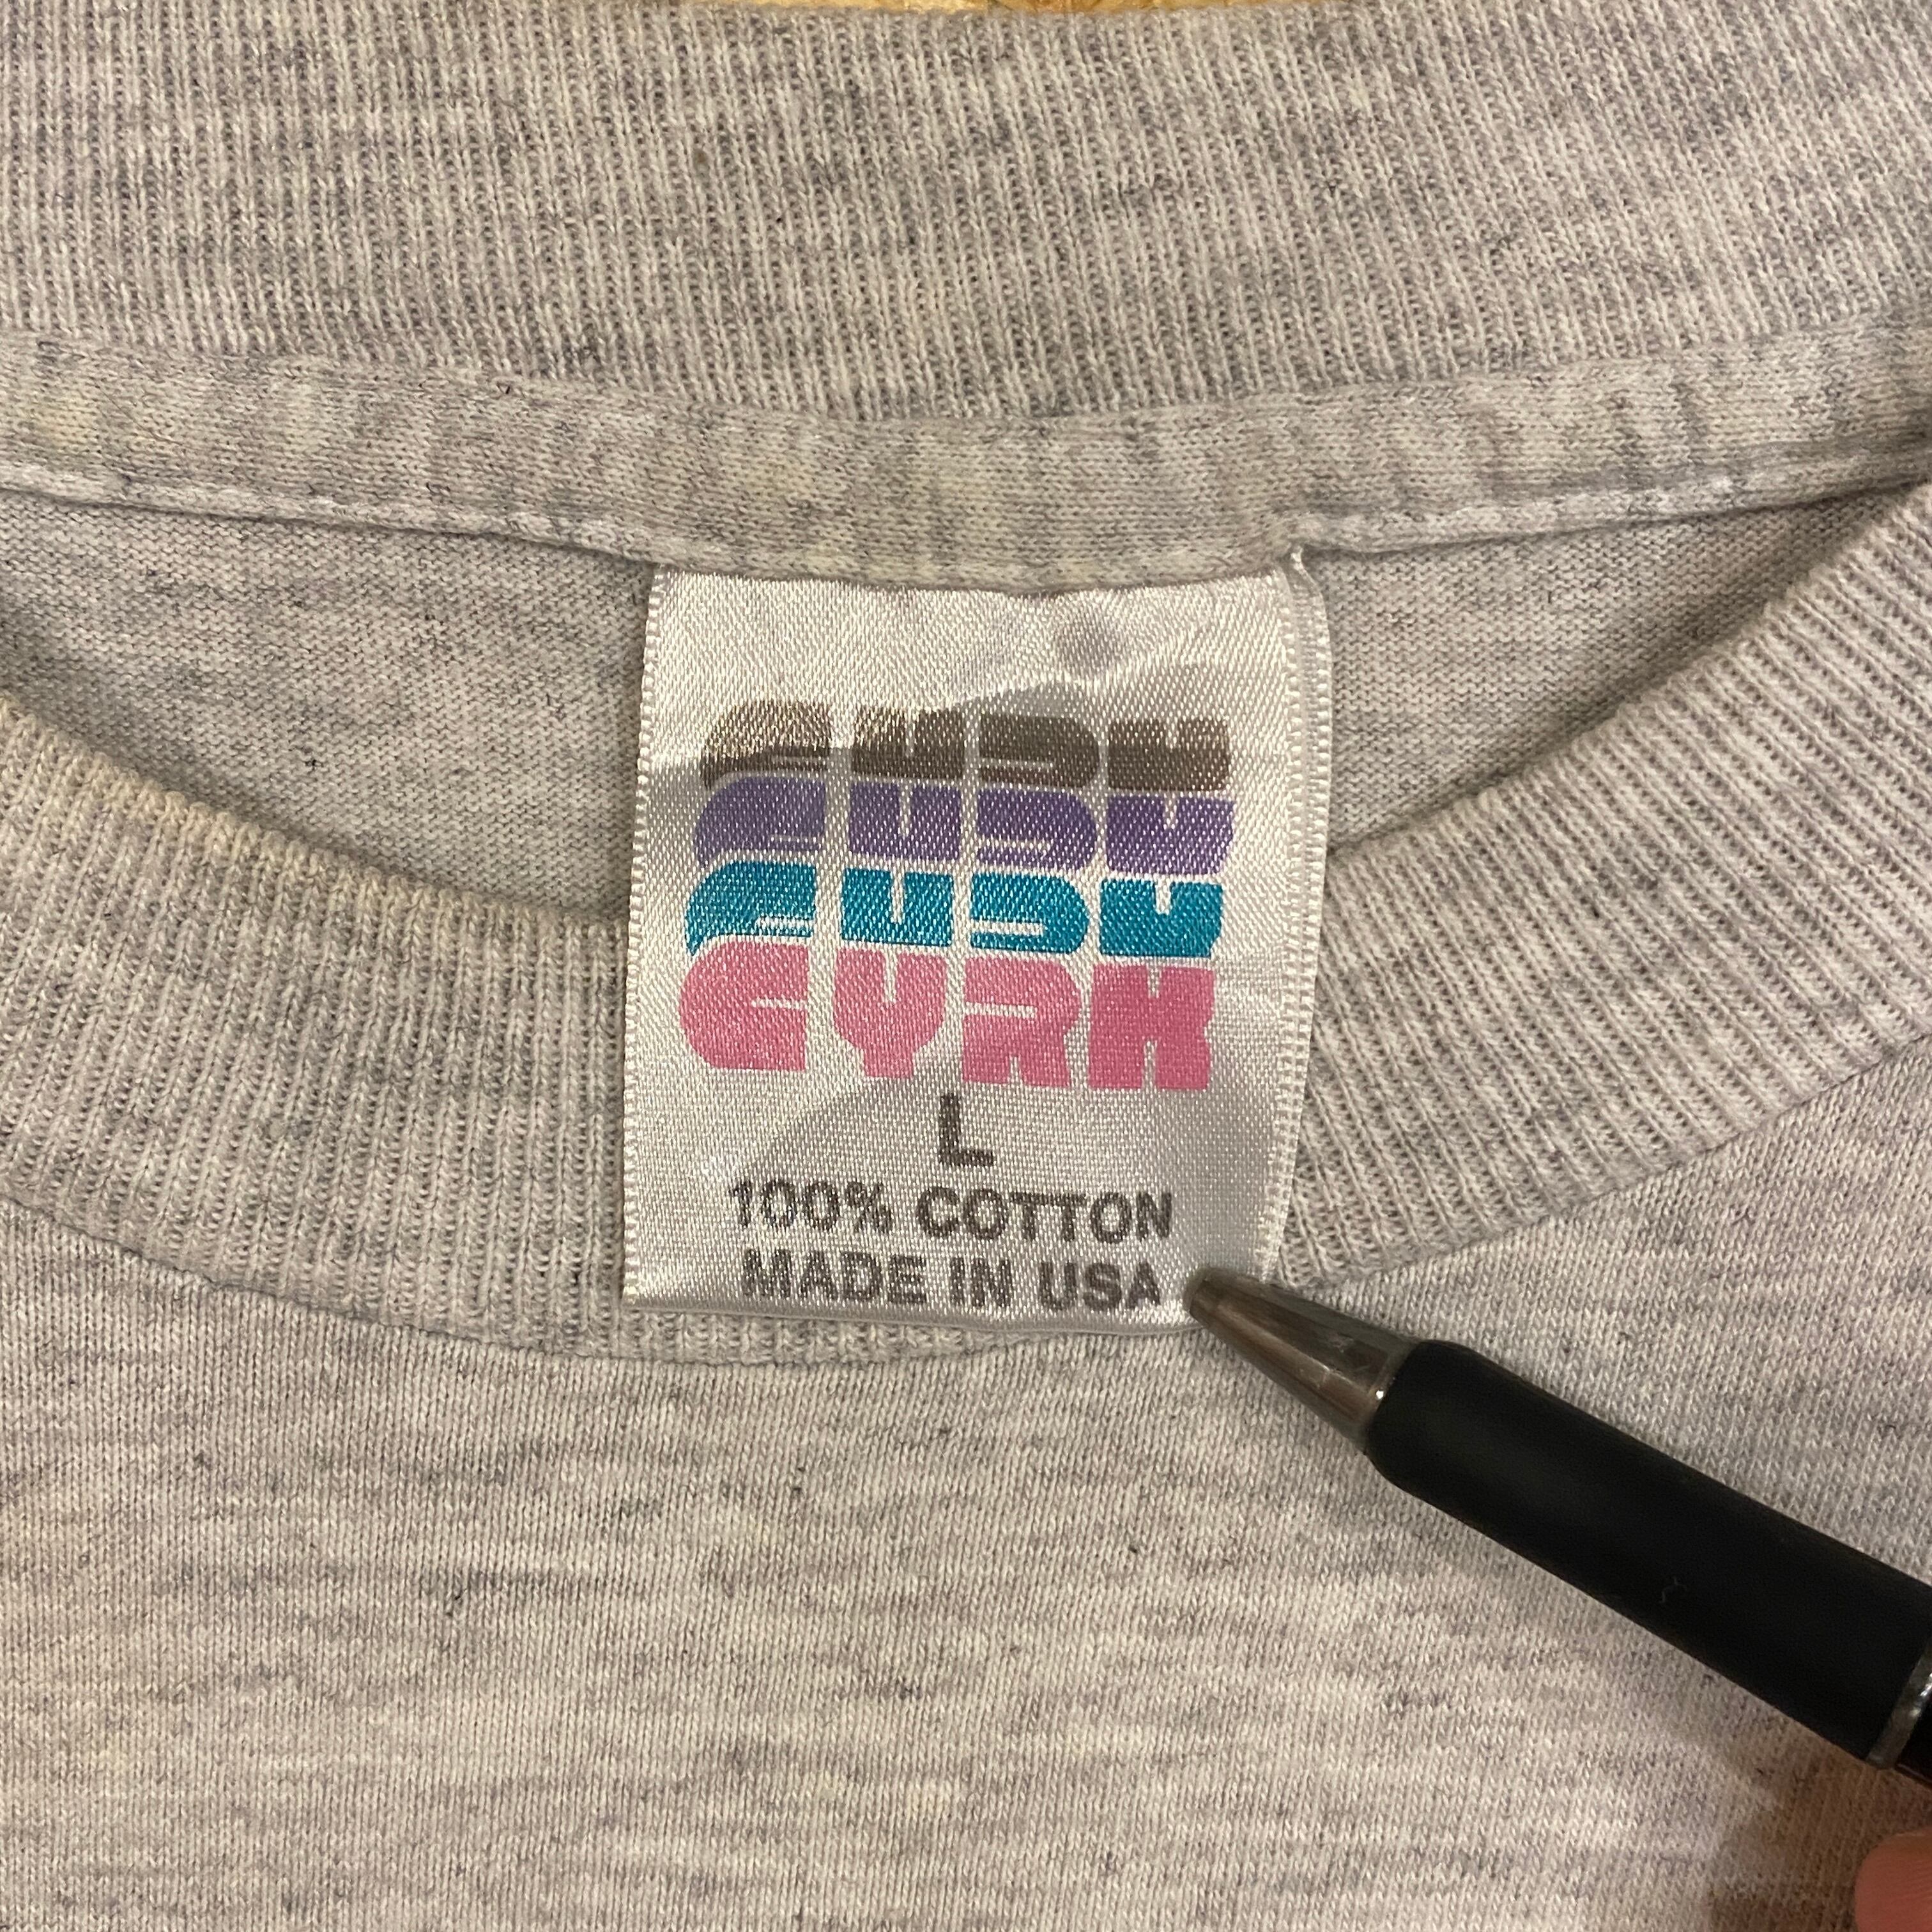 CYRK
L
100% COTTON
MADE IN USA